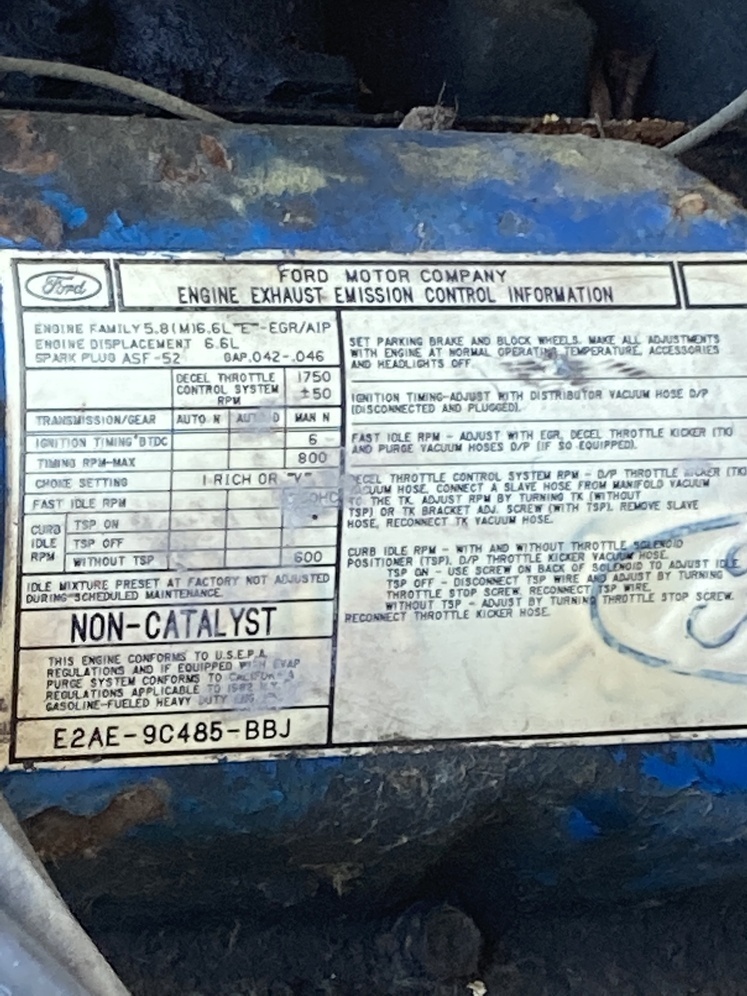 Ford
FORD MOTOR COMPANY
ENGINE EXHAUST EMISSION CONTROL INFORMATION
ENGINE FAMILY 5.8(M)6.6L "E"-EGR/AIP
ENGINE DISPLACEMENT 6.6L
SPARK PLUG ASF-52 GAP.042-.046
DECEL THROTTLE 1750
CONTROL SYSTEM ±50
RPM
TRANSMISSION/GEAR AUTO N AUTO D MAN N
IGNITION TIMING°BTDC 6
TIMING RPM-MAX 800
CHOKE SETTING 1 RICH OR "V"
FAST IDLE RPM
CURB TSP ON
IDLE TSP OFF
RPM WITHOUT TSP 600
IDLE MIXTURE PRESET AT FACTORY NOT ADJUSTED
DURING SCHEDULED MAINTENANCE.
NON-CATALYST
THIS ENGINE CONFORMS TO U.S.E.P.A.
REGULATIONS AND IF EQUIPPED WITH EVAP
PURGE SYSTEM CONFORMS TO CALIFORNIA
REGULATIONS APPLICABLE TO 1982
GASOLINE-FUELED HEAVY DUTY
E2AE-9C485-BBJ
SET PARKING BRAKE AND BLOCK WHEELS. MAKE ALL ADJUSTMENTS
WITH ENGINE AT NORMAL OPERATING TEMPERATURE, ACCESSORIES
AND HEADLIGHTS OFF.
IGNITION TIMING-ADJUST WITH DISTRIBUTOR VACUUM HOSE D/P
(DISCONNECTED AND PLUGGED).
FAST IDLE RPM - ADJUST WITH EGR, DECEL THROTTLE KICKER (TK)
AND PURGE VACUUM HOSES D/P (IF SO EQUIPPED).
DECEL THROTTLE CONTROL SYSTEM RPM - D/P THROTTLE KICKER (TK)
VACUUM HOSE. CONNECT A SLAVE HOSE FROM MANIFOLD VACUUM
TO THE TK. ADJUST RPM BY TURNING TK (WITHOUT
TSP) OR TK BRACKET ADJ. SCREW (WITH TSP). REMOVE SLAVE
HOSE, RECONNECT TK VACUUM HOSE.
CURB IDLE RPM - WITH AND WITHOUT THROTTLE SOLENOID
POSITIONER (TSP), D/P THROTTLE KICKER VACUUM HOSE.
TSP ON - USE SCREW ON BACK OF SOLENOID TO ADJUST IDLE.
TSP OFF - DISCONNECT TSP WIRE AND ADJUST BY TURNING
THROTTLE STOP SCREW. RECONNECT TSP WIRE.
WITHOUT TSP - ADJUST BY TURNING THROTTLE STOP SCREW.
RECONNECT THROTTLE KICKER HOSE.